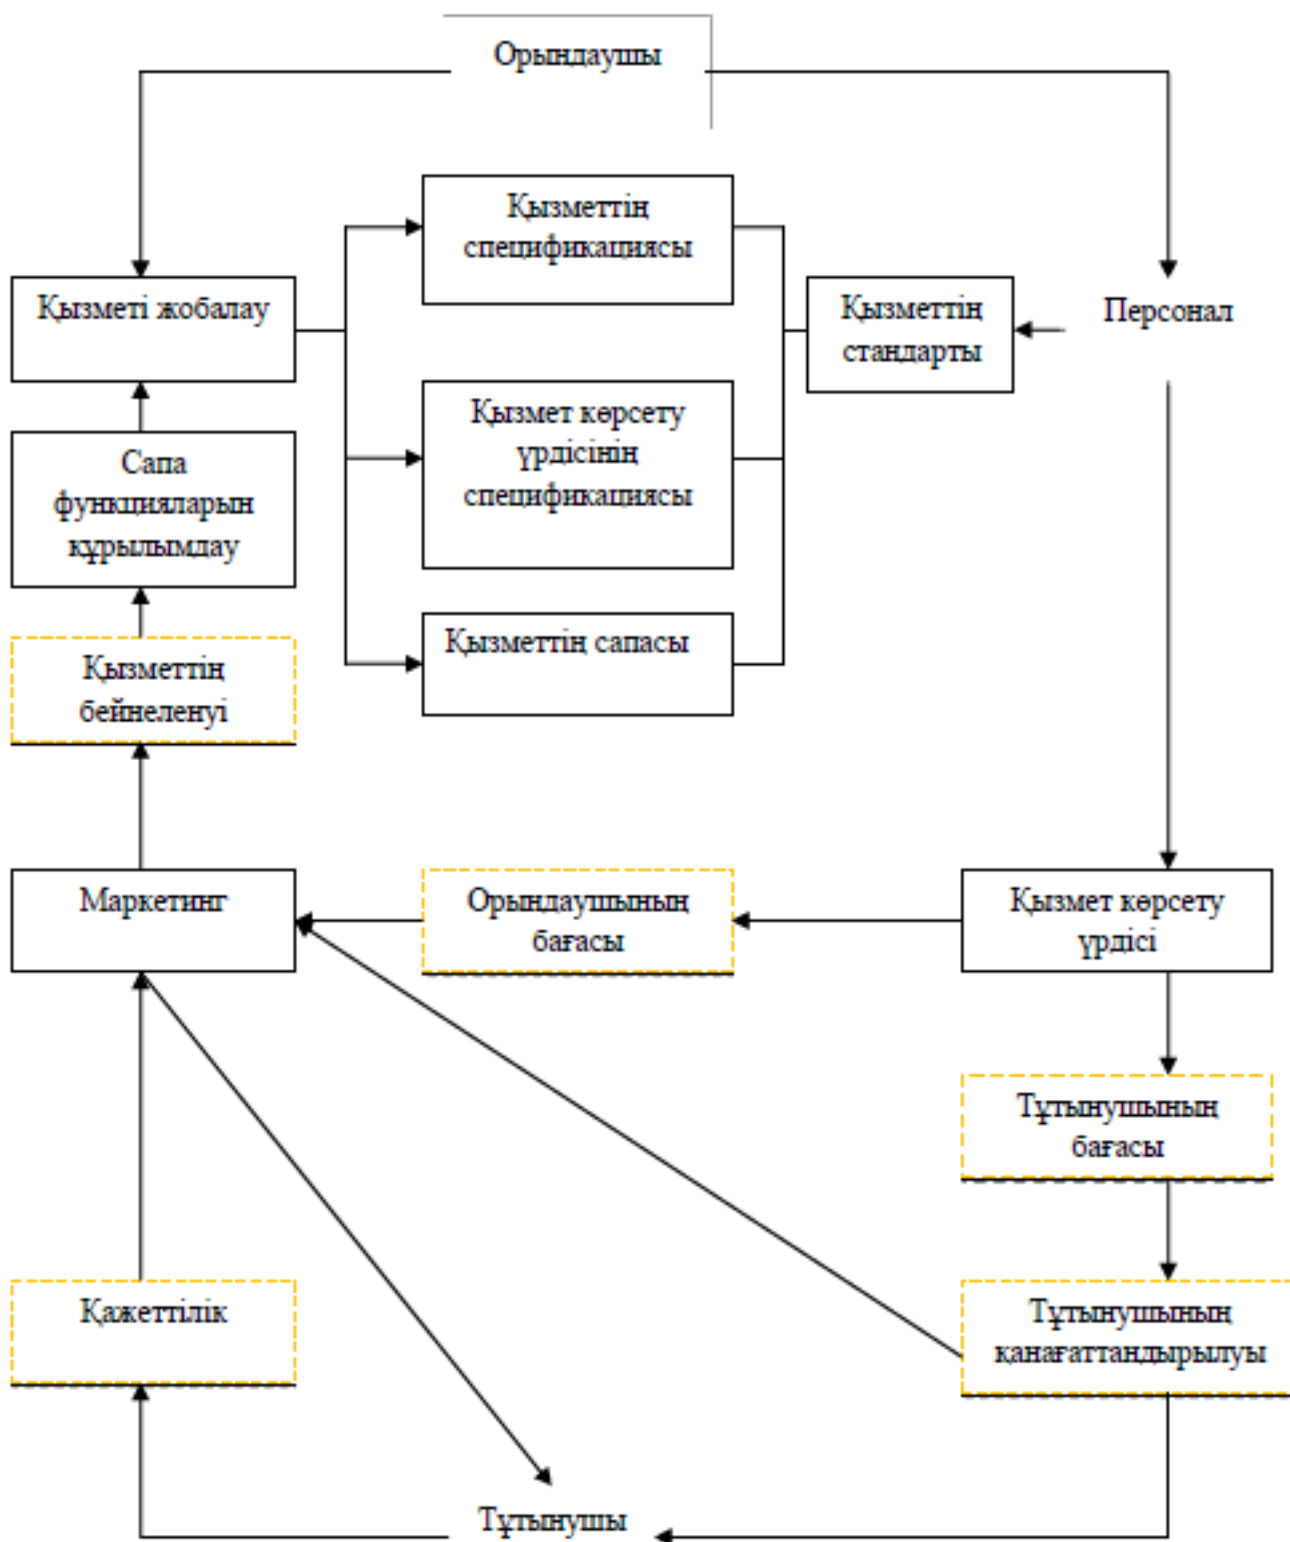 Орындаушы
Қызметтің
спецификациясы
Қызметі жобалау
Қызметтің
стандарты
Персонал
Қызмет көрсету
үрдісінің
спецификациясы
Сапа
функцияларын
құрылымдау
Қызметтің сапасы
Қызметтің
бейнеленуі
Маркетинг
Орындаушының
бағасы
Қызмет көрсету
үрдісі
Тұтынушының
бағасы
Қажеттілік
Тұтынушының
қанағаттандырылуы
Тұтынушы